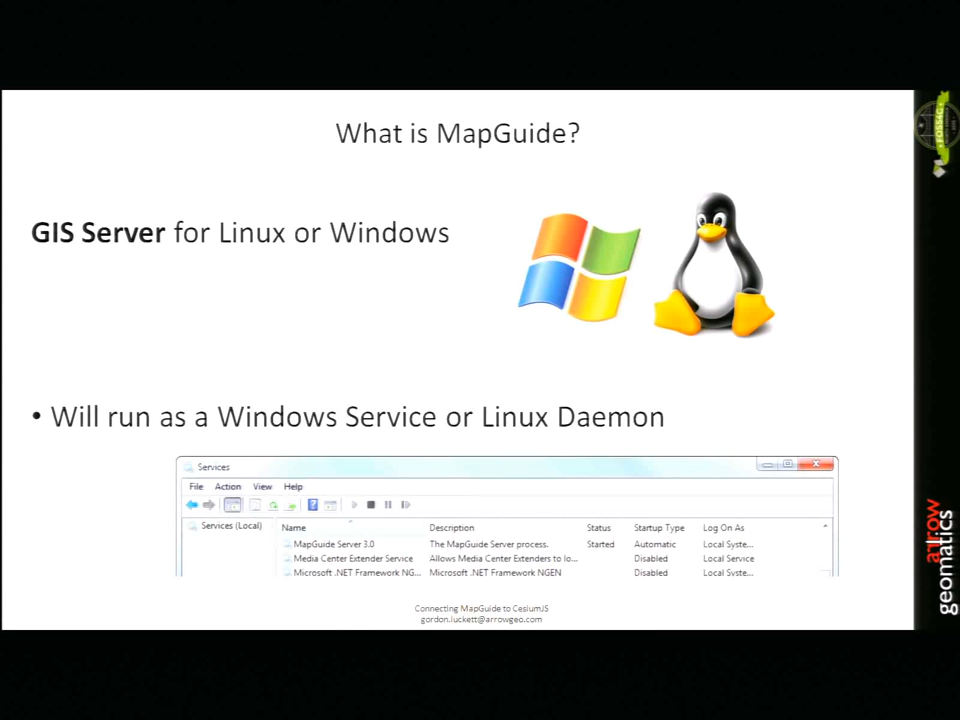 What is MapGuide?
FOSS4G
GIS Server for Linux or Windows
• Will run as a Windows Service or Linux Daemon
Services
File Action View Help
Services (Local)
Name Description Status Startup Type Log On As
MapGuide Server 3.0 The MapGuide Server process. Started Automatic Local Syste...
Media Center Extender Service Allows Media Center Extenders to lo... Disabled Local Service
Microsoft .NET Framework NG... Microsoft .NET Framework NGEN Disabled Local Syste...
arrow
geomatics
Connecting MapGuide to CesiumJS
gordon.luckett@arrowgeo.com